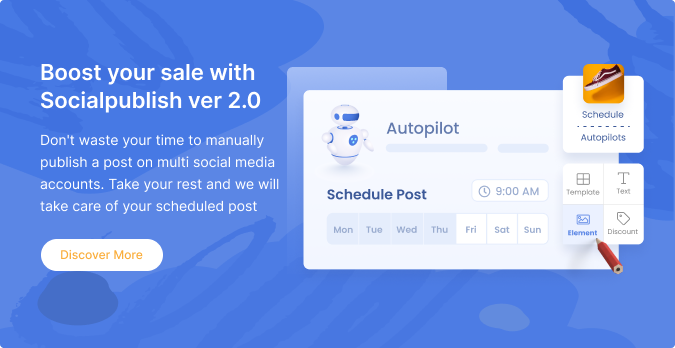 Boost your sale with
Socialpublish ver 2.0
Don't waste your time to manually
publish a post on multi social media
accounts. Take your rest and we will
take care of your scheduled post
Discover More
Autopilot
Schedule Post
9:00 AM
Mon Tue Wed Thu Fri Sat Sun
Schedule
Autopilots
Template Text
Element Discount